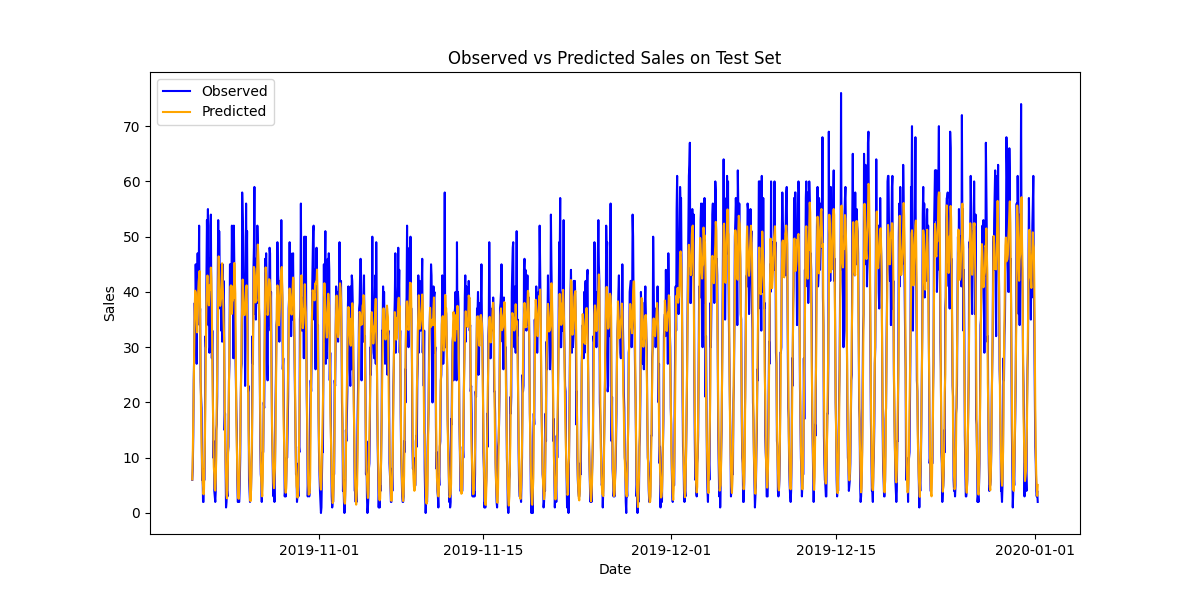 Observed vs Predicted Sales on Test Set
Observed
Predicted
Sales
70
60
50
40
30
20
10
0
2019-11-01
2019-11-15
2019-12-01
2019-12-15
2020-01-01
Date